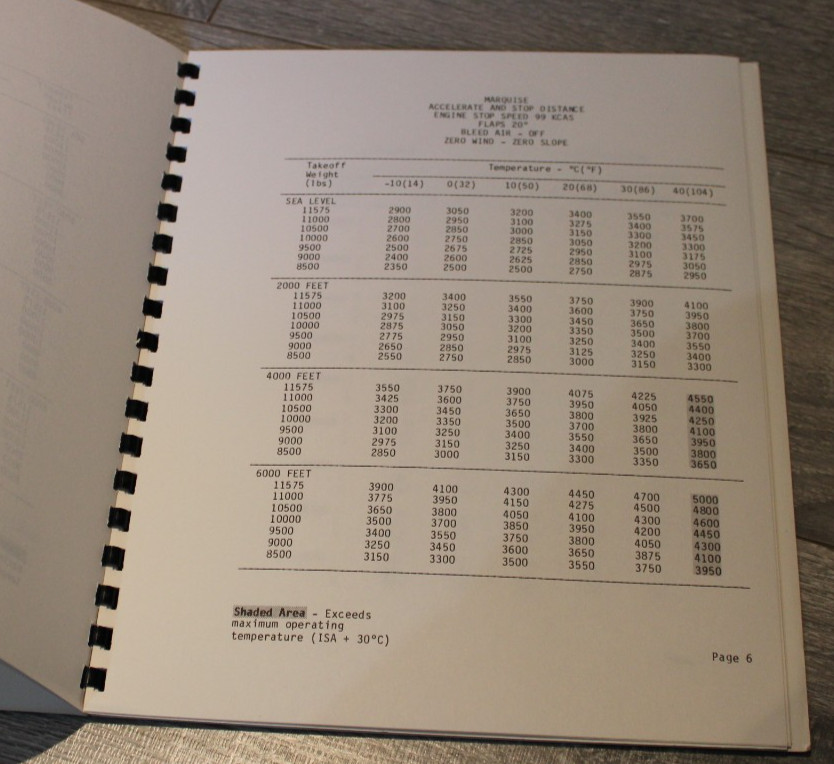 MARQUISE
ACCELERATE AND STOP DISTANCE
ENGINE STOP SPEED 99 KCAS
FLAPS 20°
BLEED AIR - OFF
ZERO WIND - ZERO SLOPE
Takeoff Weight (lbs) Temperature - °C(°F)
-10(14) 0(32) 10(50) 20(68) 30(86) 40(104)
SEA LEVEL
11575 2900 3050 3200 3400 3550 3700
11000 2800 2950 3100 3275 3400 3575
10500 2700 2850 3000 3150 3300 3450
10000 2600 2750 2850 3050 3200 3300
9500 2500 2675 2725 2950 3100 3175
9000 2400 2600 2625 2850 2975 3050
8500 2350 2500 2500 2750 2875 2950
2000 FEET
11575 3200 3400 3550 3750 3900 4100
11000 3100 3250 3400 3600 3750 3950
10500 2975 3150 3300 3450 3650 3800
10000 2875 3050 3200 3350 3500 3700
9500 2775 2950 3100 3250 3400 3550
9000 2650 2850 2975 3125 3250 3400
8500 2550 2750 2850 3000 3150 3300
4000 FEET
11575 3550 3750 3900 4075 4225 4550
11000 3425 3600 3750 3950 4050 4400
10500 3300 3450 3650 3800 3925 4250
10000 3200 3350 3500 3700 3800 4100
9500 3100 3250 3400 3550 3650 3950
9000 2975 3150 3250 3400 3500 3800
8500 2850 3000 3150 3300 3350 3650
6000 FEET
11575 3900 4100 4300 4450 4700 5000
11000 3775 3950 4150 4275 4500 4800
10500 3650 3800 4050 4100 4300 4600
10000 3500 3700 3850 3950 4200 4450
9500 3400 3550 3750 3800 4050 4300
9000 3250 3450 3600 3650 3875 4100
8500 3150 3300 3500 3550 3750 3950
Shaded Area - Exceeds
maximum operating
temperature (ISA + 30°C)
Page 6